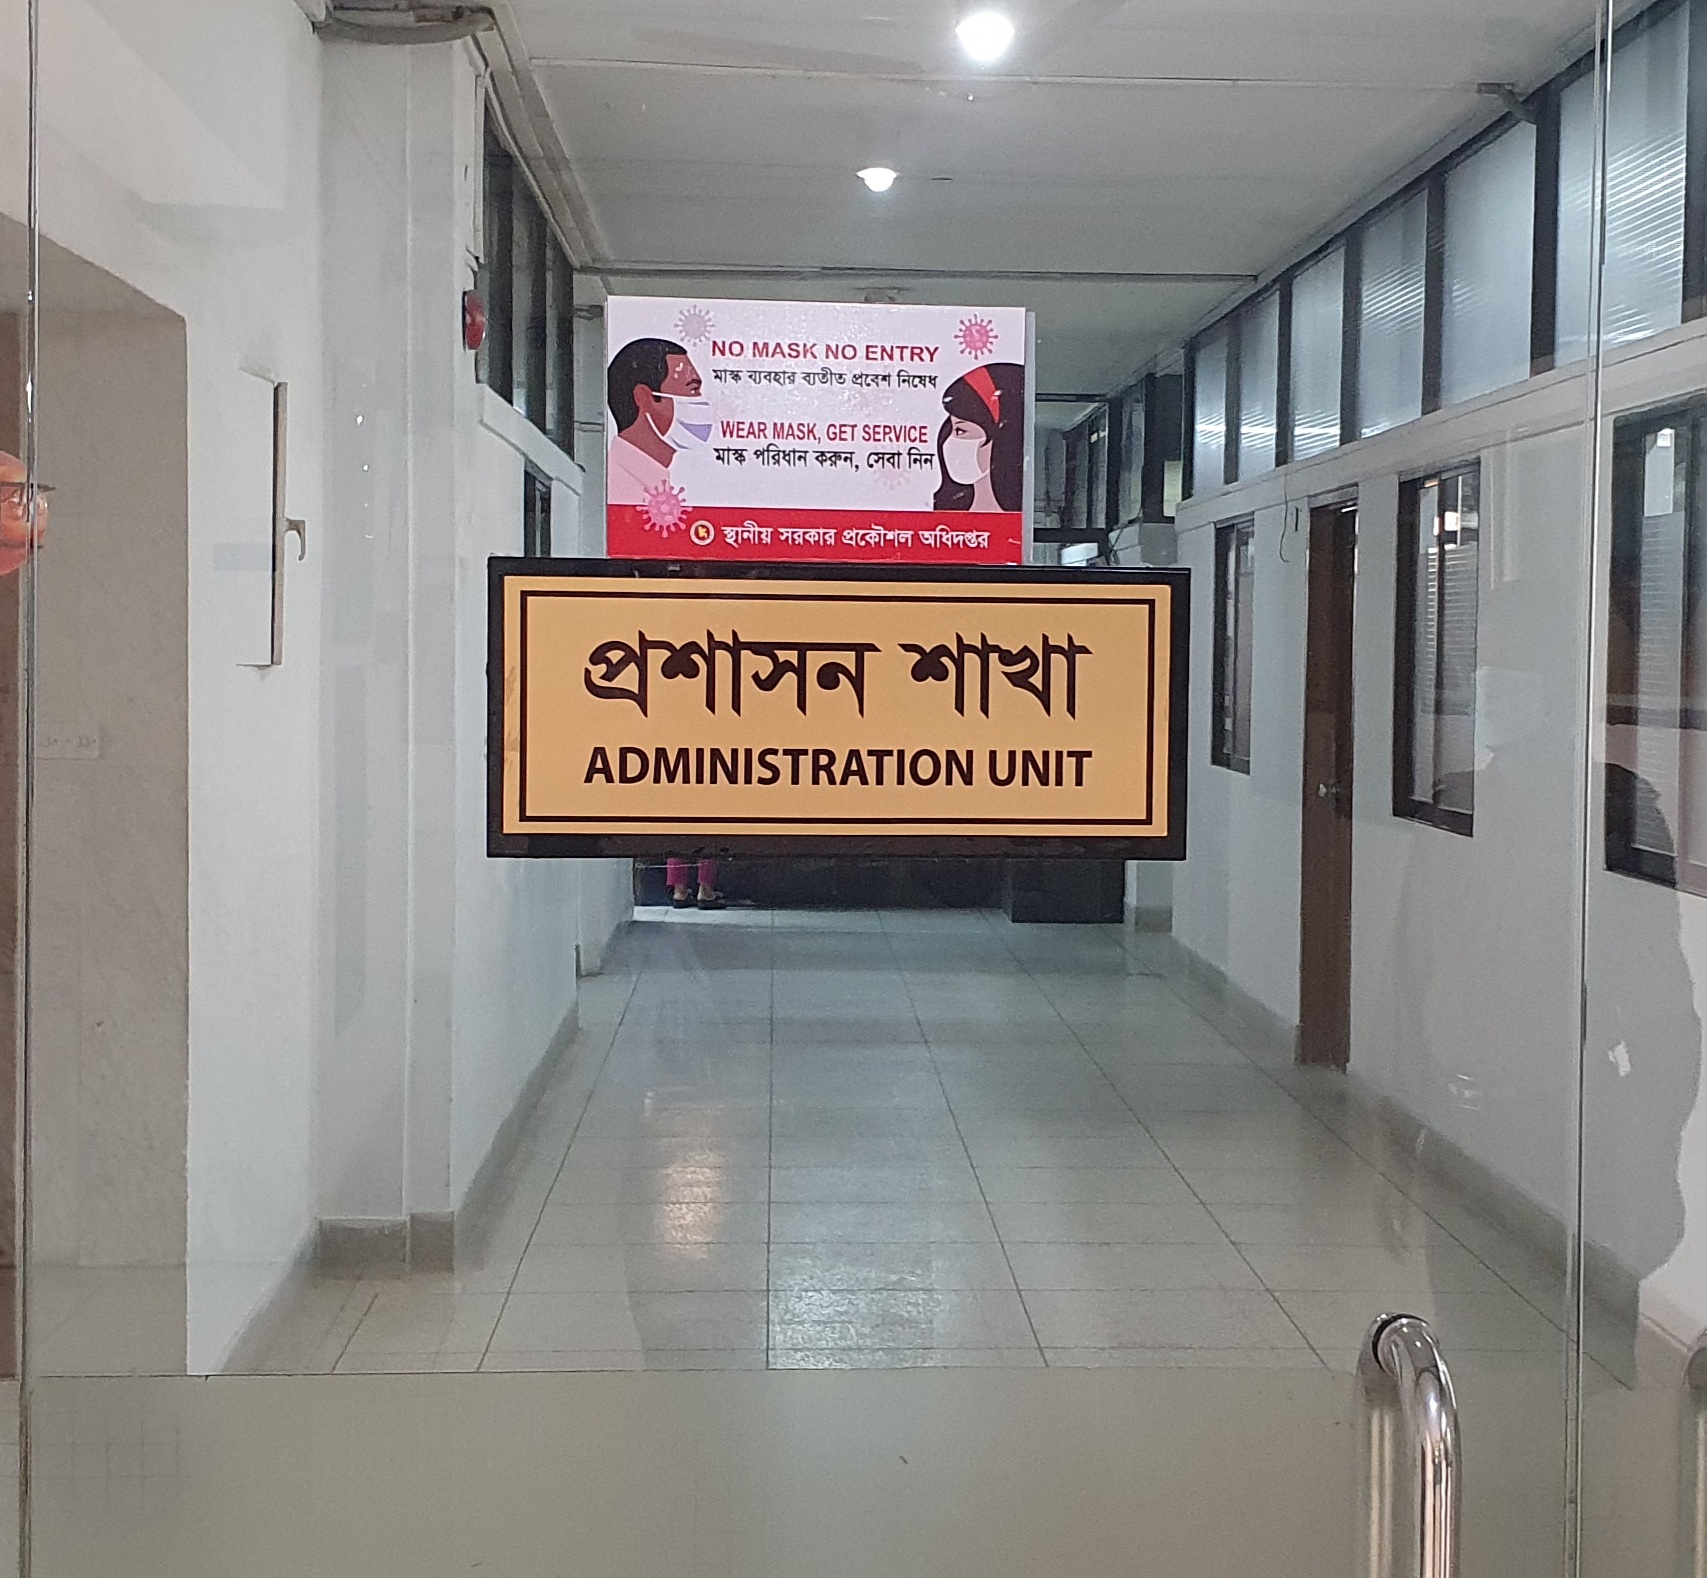 NO MASK NO ENTRY
মাস্ক ব্যবহার ব্যতীত প্রবেশ নিষেধ
WEAR MASK, GET SERVICE
মাস্ক পরিধান করুন, সেবা নিন
স্থানীয় সরকার প্রকৌশল অধিদপ্তর
প্রশাসন শাখা
ADMINISTRATION UNIT